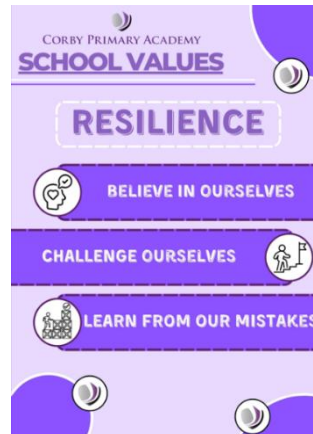 CORBY PRIMARY ACADEMY
SCHOOL VALUES
RESILIENCE
BELIEVE IN OURSELVES
CHALLENGE OURSELVES
LEARN FROM OUR MISTAKES